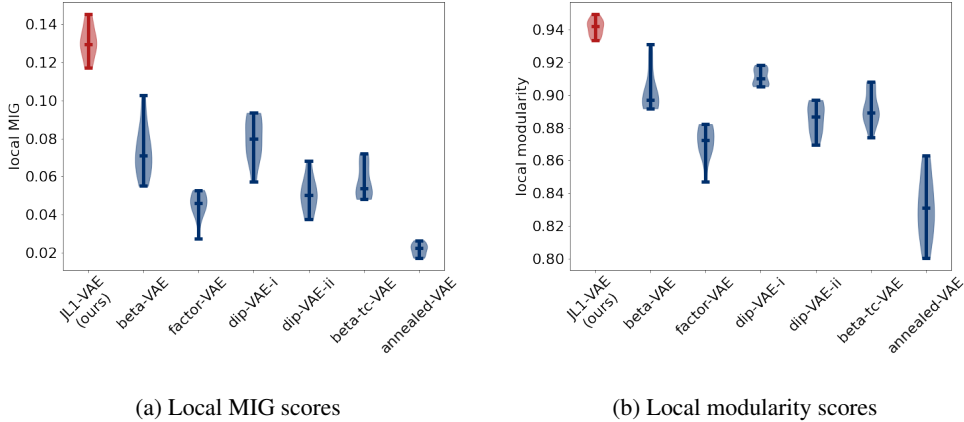 0.14
0.12
0.10
0.08
0.06
0.04
0.02
local MIG
JL1-VAE
(ours)
beta-VAE
factor-VAE
dip-VAE-i
dip-VAE-ii
beta-tc-VAE
annealed-VAE
(a) Local MIG scores
0.94
0.92
0.90
0.88
0.86
0.84
0.82
0.80
local modularity
JL1-VAE
(ours)
beta-VAE
factor-VAE
dip-VAE-i
dip-VAE-ii
beta-tc-VAE
annealed-VAE
(b) Local modularity scores